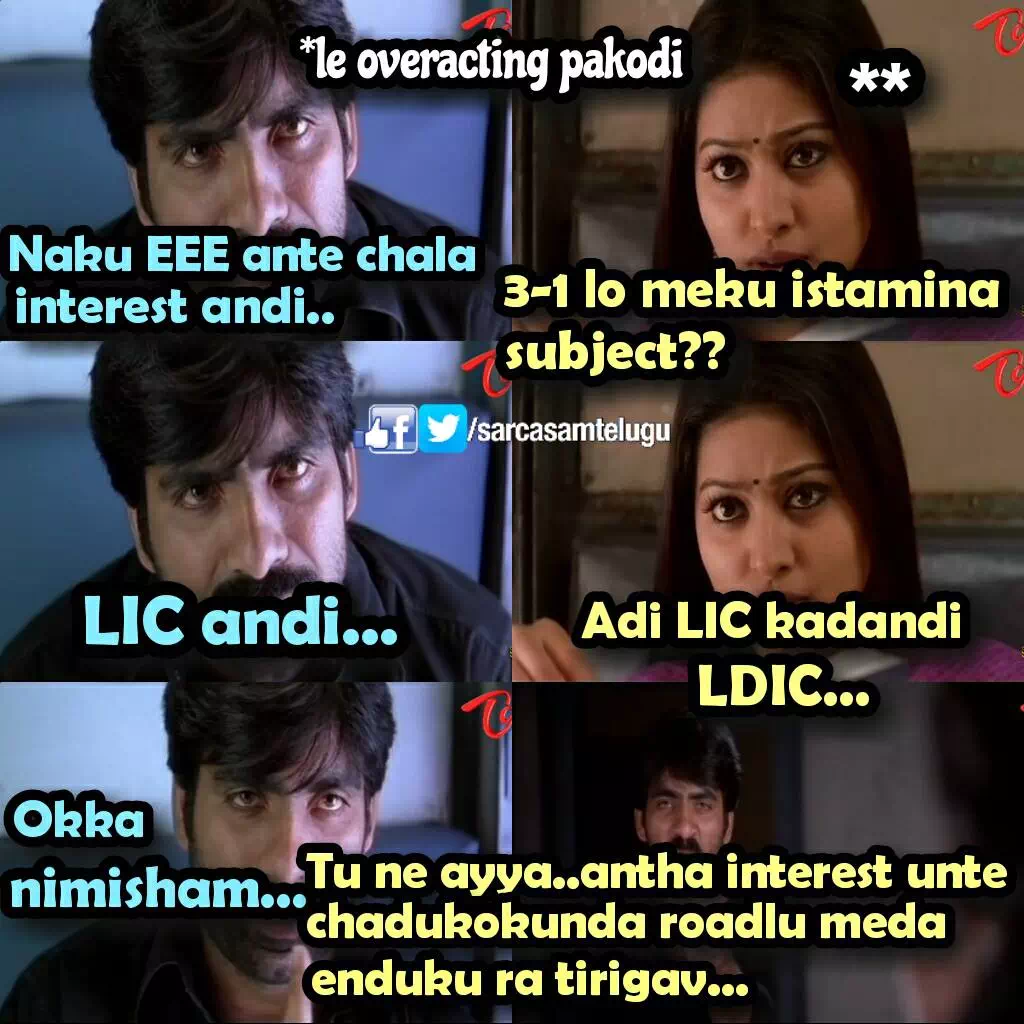 *le overacting pakodi
**
Naku EEE ante chala
interest andi..
3-1 lo meku istamina
subject??
/sarcasamtelugu
LIC andi...
Adi LIC kadandi
LDIC...
Okka
nimisham...
Tu ne ayya..antha interest unte
chadukokunda roadlu meda
enduku ra tirigav...